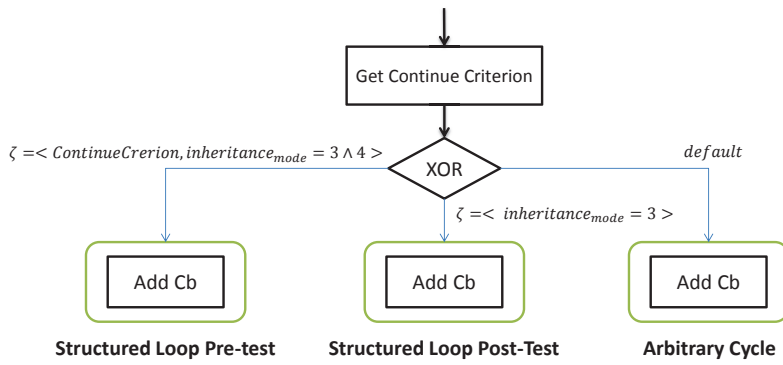 Get Continue Criterion
ζ =< ContinueCrerion, inheritance_mode = 3 ∧ 4 >
XOR
default
ζ =< inheritance_mode = 3 >
Add Cb
Add Cb
Add Cb
Structured Loop Pre-test
Structured Loop Post-Test
Arbitrary Cycle